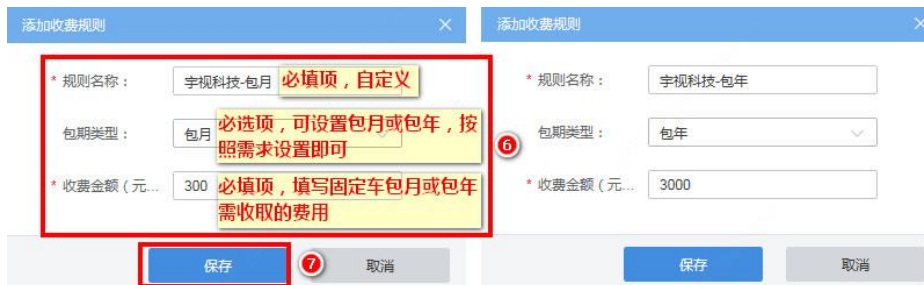 添加收费规则
* 规则名称：
宇视科技-包月
必填项，自定义
包期类型：
包月
必选项，可设置包月或包年，按
照需求设置即可
* 收费金额（元...
300
必填项，填写固定车包月或包年
需收取的费用
6
保存
7
取消
添加收费规则
* 规则名称：
宇视科技-包年
包期类型：
包年
* 收费金额（元...
3000
保存
取消